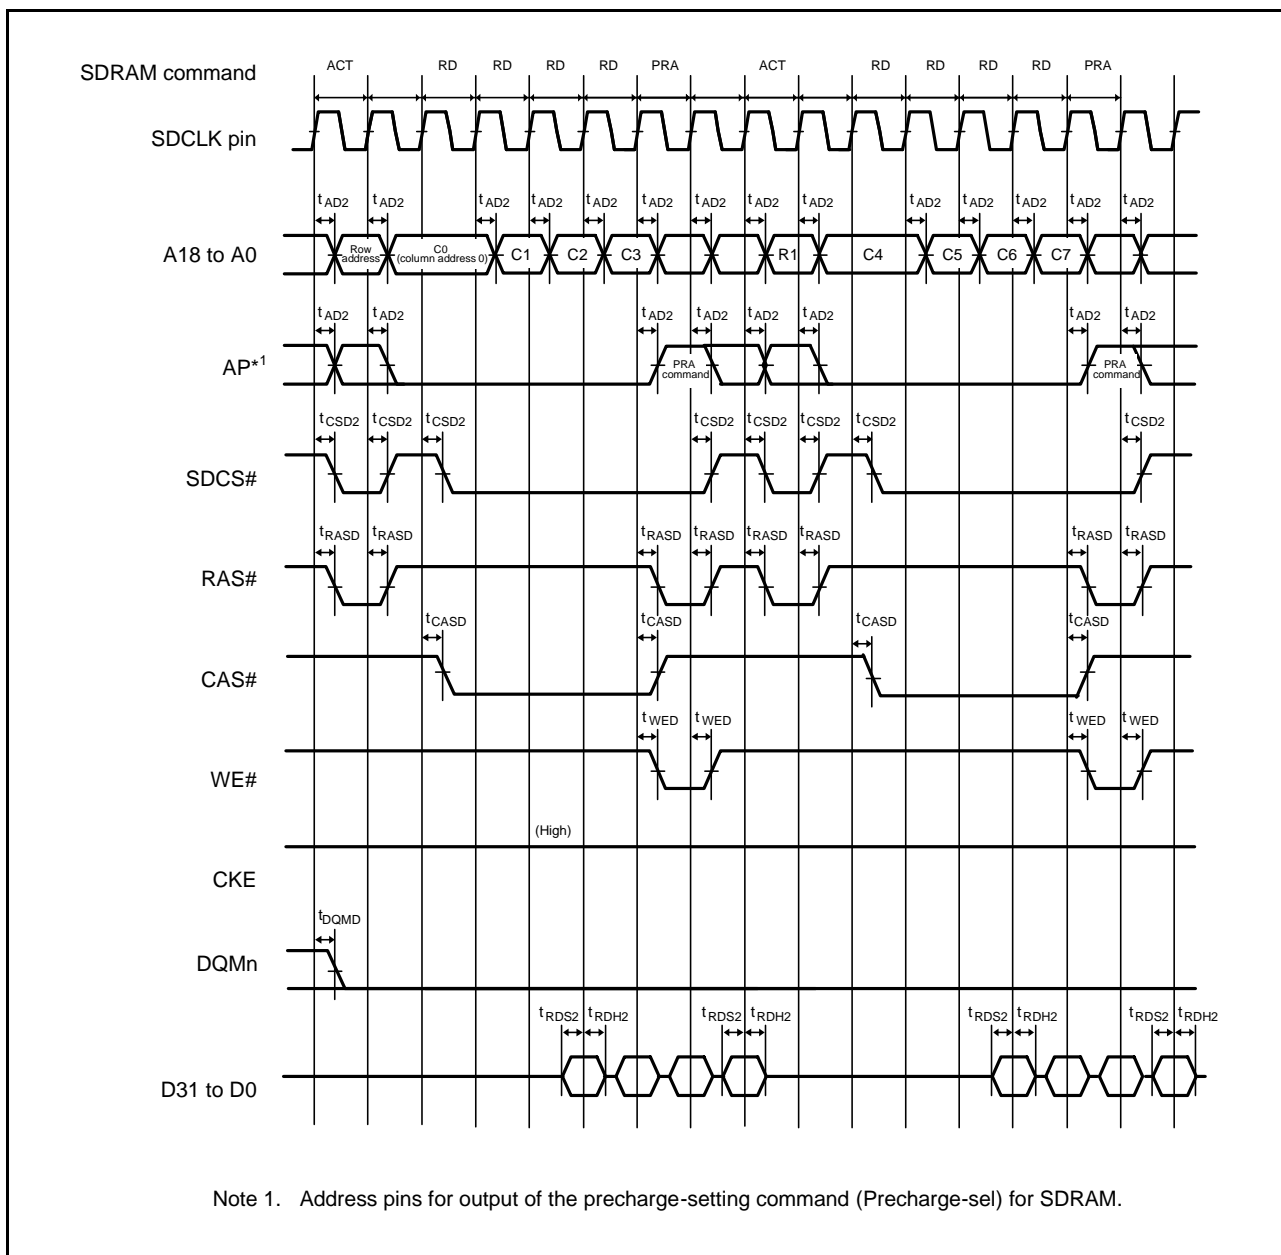 ACT RD RD RD RD PRA ACT RD RD RD RD PRA
SDRAM command
SDCLK pin
tAD2 tAD2 tAD2 tAD2 tAD2 tAD2 tAD2 tAD2 tAD2 tAD2 tAD2 tAD2 tAD2 tAD2
A18 to A0
Row address C0 (column address 0) C1 C2 C3 R1 C4 C5 C6 C7
tAD2 tAD2 tAD2 tAD2 tAD2 tAD2 tAD2 tAD2
AP*1
PRA command PRA command
tCSD2 tCSD2 tCSD2 tCSD2 tCSD2 tCSD2 tCSD2 tCSD2
SDCS#
tRASD tRASD tRASD tRASD tRASD tRASD tRASD tRASD
RAS#
tCASD tCASD tCASD tCASD
CAS#
tWED tWED tWED tWED
WE#
(High)
CKE
tDQMD
DQMn
tRDS2 tRDH2 tRDS2 tRDH2 tRDS2 tRDH2 tRDS2 tRDH2
D31 to D0
Note 1. Address pins for output of the precharge-setting command (Precharge-sel) for SDRAM.